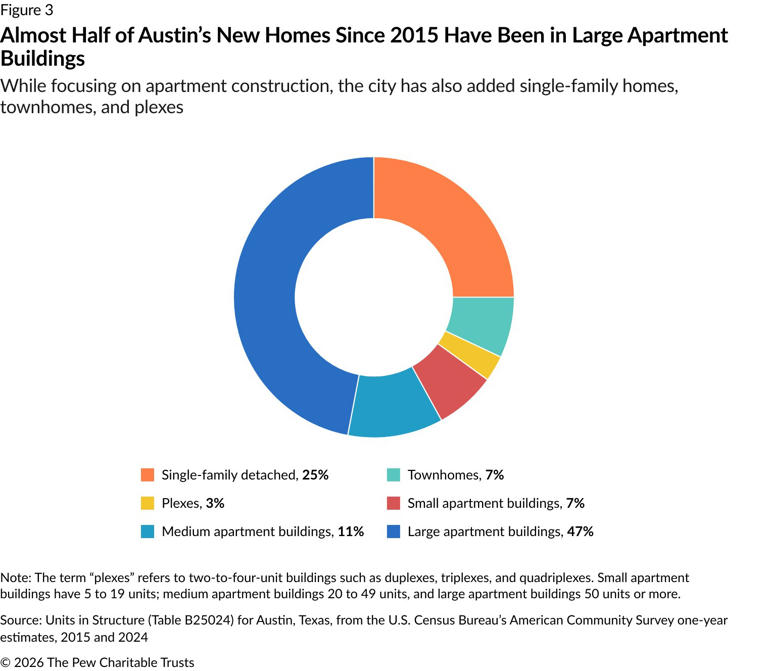 Figure 3
Almost Half of Austin’s New Homes Since 2015 Have Been in Large Apartment
Buildings
While focusing on apartment construction, the city has also added single-family homes,
townhomes, and plexes
Single-family detached, 25%
Townhomes, 7%
Plexes, 3%
Small apartment buildings, 7%
Medium apartment buildings, 11%
Large apartment buildings, 47%
Note: The term “plexes” refers to two-to-four-unit buildings such as duplexes, triplexes, and quadriplexes. Small apartment
buildings have 5 to 19 units; medium apartment buildings 20 to 49 units, and large apartment buildings 50 units or more.
Source: Units in Structure (Table B25024) for Austin, Texas, from the U.S. Census Bureau’s American Community Survey one-year
estimates, 2015 and 2024
© 2026 The Pew Charitable Trusts